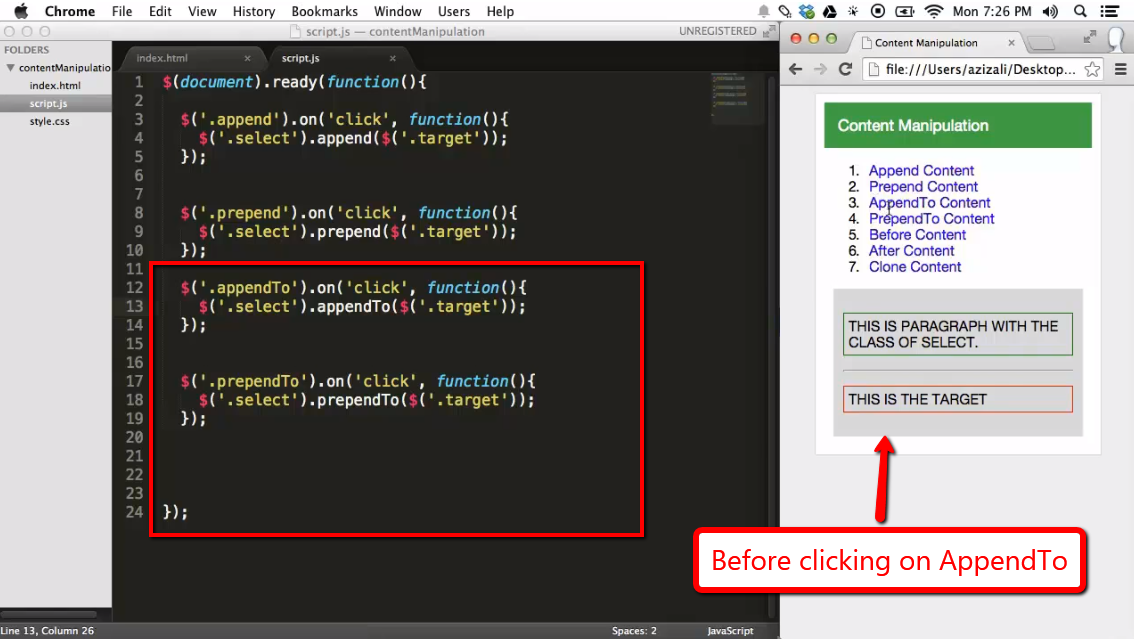 Chrome File Edit View History Bookmarks Window Users Help Mon 7:26 PM
script.js — contentManipulation UNREGISTERED
FOLDERS
contentManipulatio
index.html
script.js
style.css
index.html × script.js ×
1 $(document).ready(function(){
2
3 $('.append').on('click', function(){
4 $('.select').append($('.target'));
5 });
6
7
8 $('.prepend').on('click', function(){
9 $('.select').prepend($('.target'));
10 });
11
12 $('.appendTo').on('click', function(){
13 $('.select').appendTo($('.target'));
14 });
15
16
17 $('.prependTo').on('click', function(){
18 $('.select').prependTo($('.target'));
19 });
20
21
22
23
24 });
Line 13, Column 26 Spaces: 2 JavaScript
Content Manipulation ×
file:///Users/azizali/Desktop...
Content Manipulation
1. Append Content
2. Prepend Content
3. AppendTo Content
4. PrependTo Content
5. Before Content
6. After Content
7. Clone Content
THIS IS PARAGRAPH WITH THE
CLASS OF SELECT.
THIS IS THE TARGET
Before clicking on AppendTo